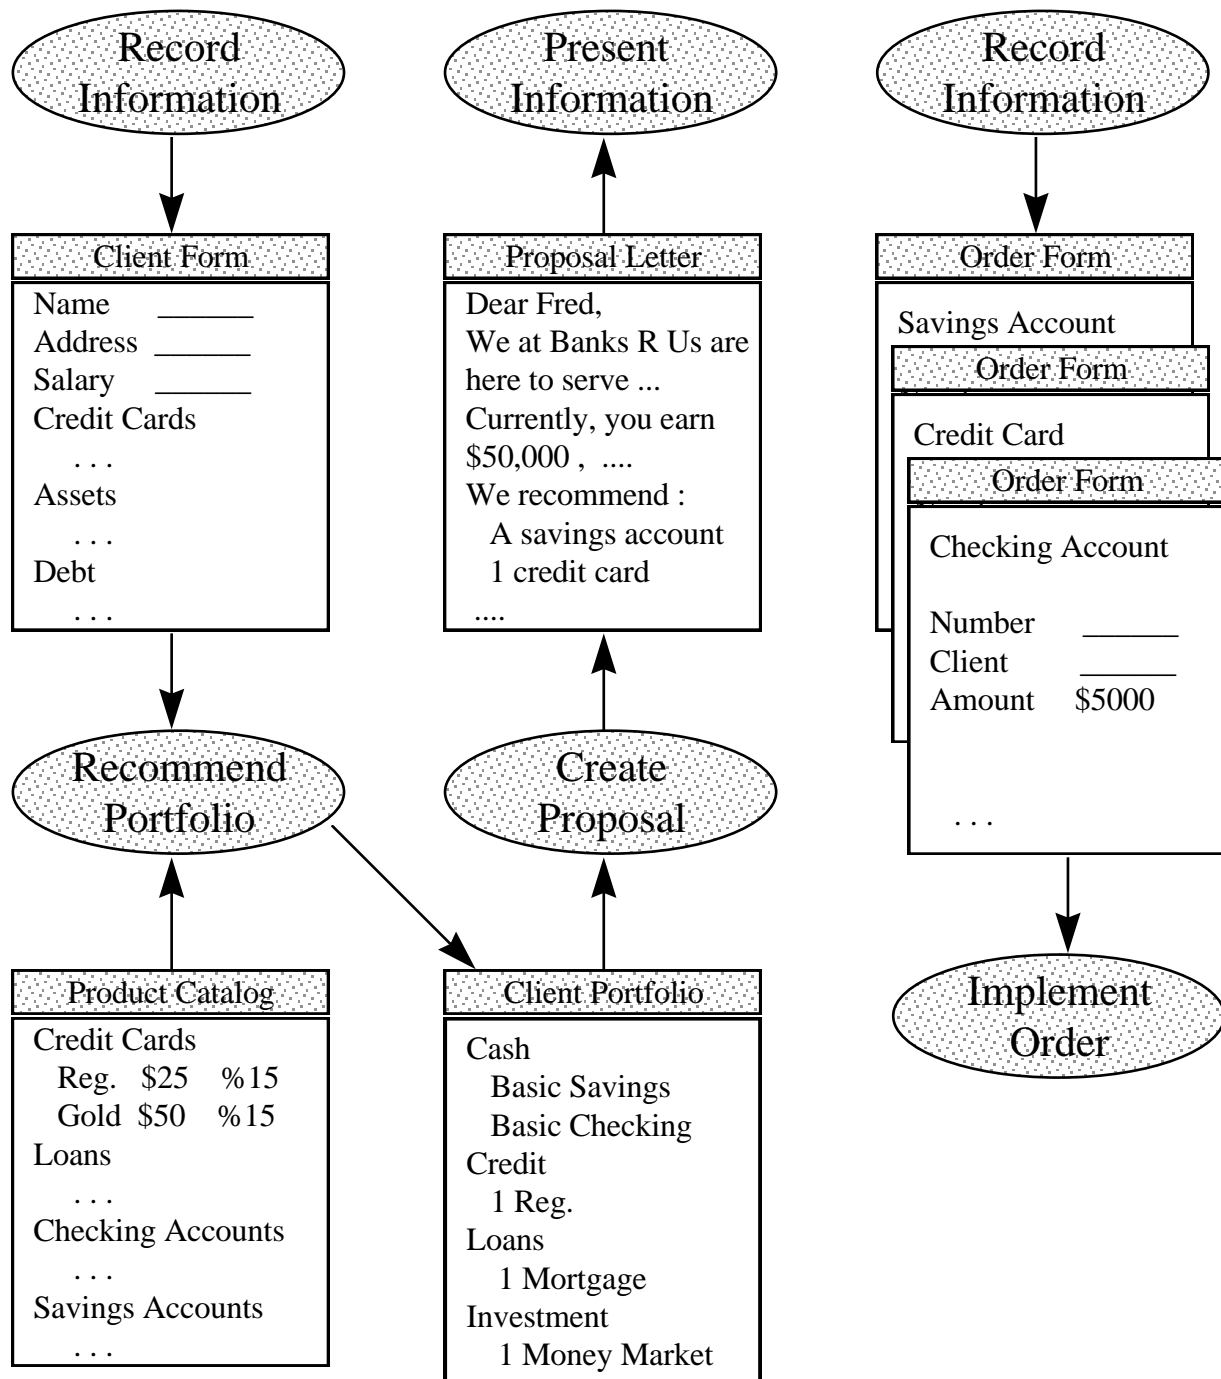 Record
Information
Client Form
Name ______
Address ______
Salary ______
Credit Cards
. . .
Assets
. . .
Debt
. . .
Recommend
Portfolio
Product Catalog
Credit Cards
Reg. $25 %15
Gold $50 %15
Loans
. . .
Checking Accounts
. . .
Savings Accounts
. . .
Present
Information
Proposal Letter
Dear Fred,
We at Banks R Us are
here to serve ...
Currently, you earn
$50,000 , ....
We recommend :
A savings account
1 credit card
....
Create
Proposal
Client Portfolio
Cash
Basic Savings
Basic Checking
Credit
1 Reg.
Loans
1 Mortgage
Investment
1 Money Market
Record
Information
Order Form
Savings Account
Order Form
Credit Card
Order Form
Checking Account
Number ______
Client ______
Amount $5000
. . .
Implement
Order